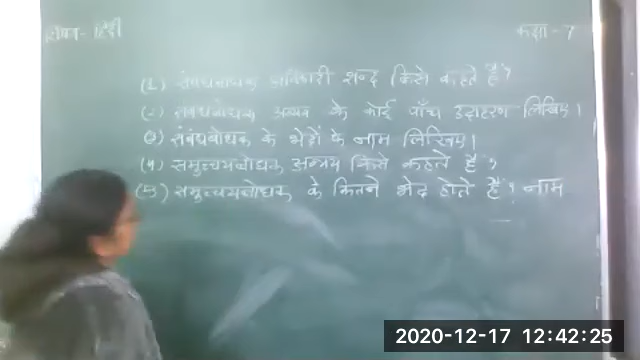 विषय- हिंदी
कक्षा - 7
(1) संबंधबोधक अविकारी शब्द किसे कहते हैं?
(2) संबंधबोधक अव्यय के कोई पाँच उदाहरण लिखिए।
(3) संबंधबोधक के भेदों के नाम लिखिए।
(4) समुच्चयबोधक अव्यय किसे कहते हैं?
(5) समुच्चयबोधक के कितने भेद होते हैं? नाम
2020-12-17 12:42:25